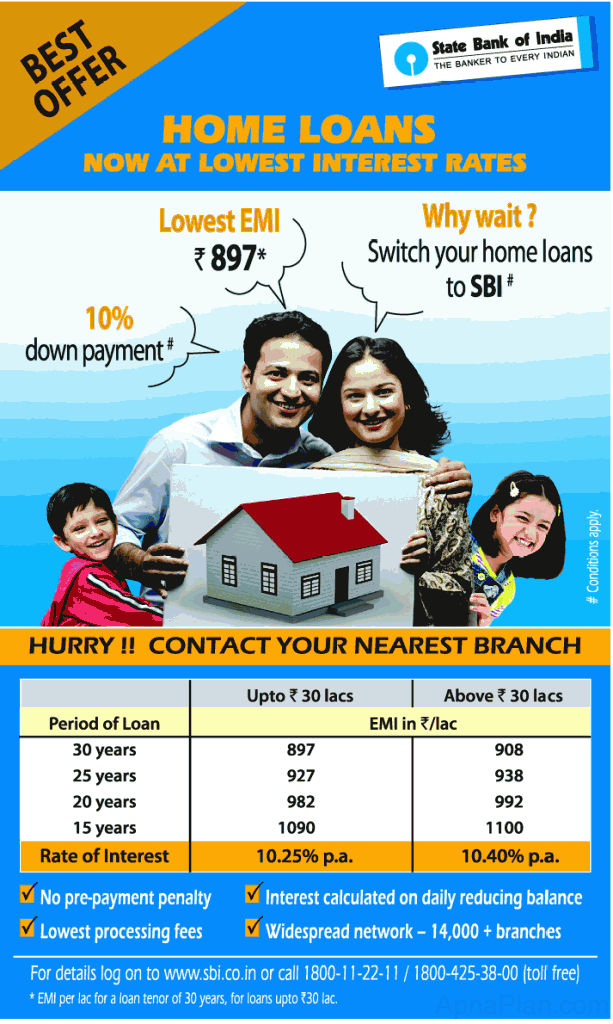 BEST
OFFER
State Bank of India
THE BANKER TO EVERY INDIAN
HOME LOANS
NOW AT LOWEST INTEREST RATES
Lowest EMI
₹ 897*
Why wait ?
Switch your home loans
to SBI #
10%
down payment #
# Conditions apply.
HURRY !! CONTACT YOUR NEAREST BRANCH
Upto ₹ 30 lacs Above ₹ 30 lacs
Period of Loan EMI in ₹/lac
30 years 897 908
25 years 927 938
20 years 982 992
15 years 1090 1100
Rate of Interest 10.25% p.a. 10.40% p.a.
No pre-payment penalty Interest calculated on daily reducing balance
Lowest processing fees Widespread network – 14,000 + branches
For details log on to www.sbi.co.in or call 1800-11-22-11 / 1800-425-38-00 (toll free)
* EMI per lac for a loan tenor of 30 years, for loans upto ₹30 lac.
ApnaPlan.com